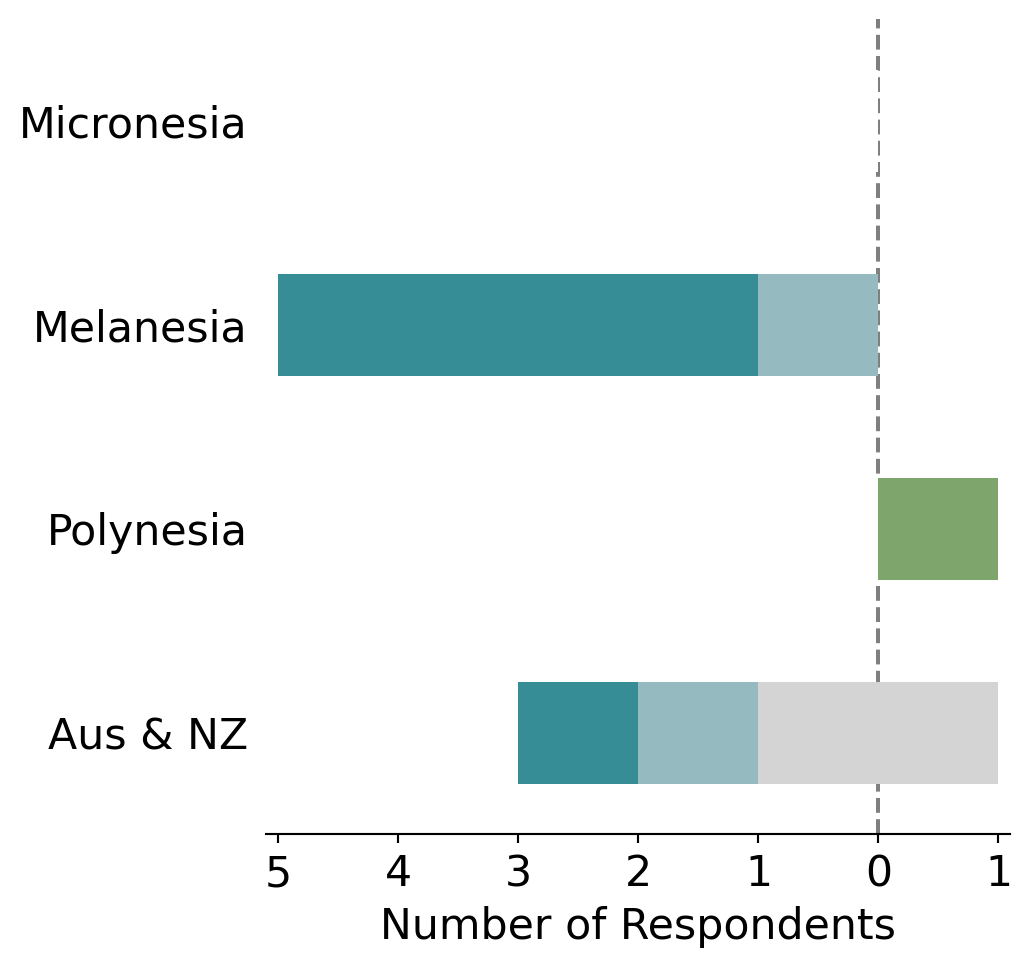 Micronesia
Melanesia
Polynesia
Aus & NZ
5 4 3 2 1 0 1
Number of Respondents